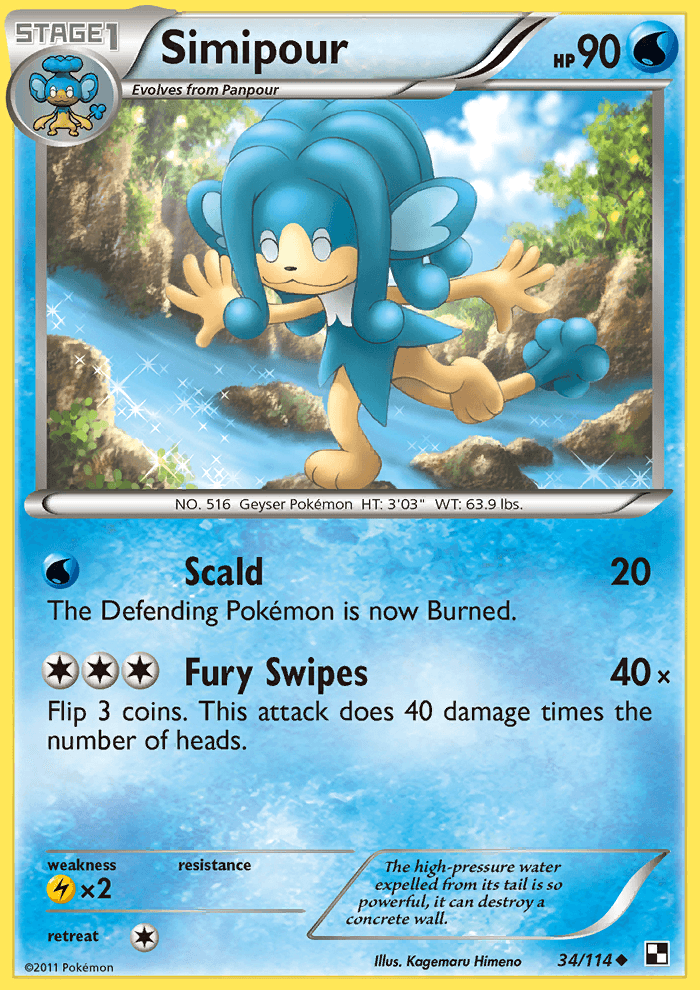 STAGE1
Simipour
HP 90
Evolves from Panpour
NO. 516 Geyser Pokémon HT: 3'03" WT: 63.9 lbs.
Scald 20
The Defending Pokémon is now Burned.
Fury Swipes 40×
Flip 3 coins. This attack does 40 damage times the
number of heads.
weakness resistance
×2
retreat
The high-pressure water
expelled from its tail is so
powerful, it can destroy a
concrete wall.
©2011 Pokémon
Illus. Kagemaru Himeno
34/114